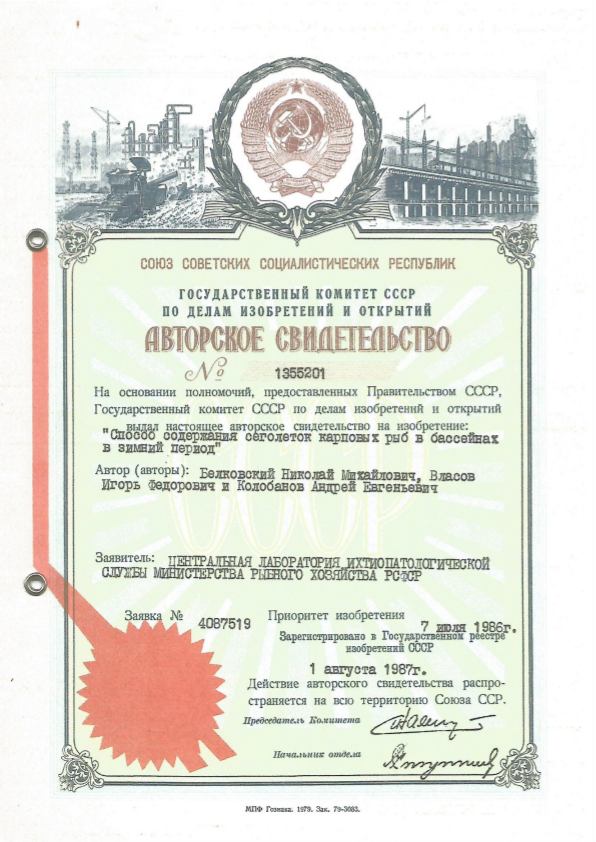 СОЮЗ СОВЕТСКИХ СОЦИАЛИСТИЧЕСКИХ РЕСПУБЛИК
ГОСУДАРСТВЕННЫЙ КОМИТЕТ СССР
ПО ДЕЛАМ ИЗОБРЕТЕНИЙ И ОТКРЫТИЙ
АВТОРСКОЕ СВИДЕТЕЛЬСТВО
№ 1355201
На основании полномочий, предоставленных Правительством СССР,
Государственный комитет СССР по делам изобретений и открытий
выдал настоящее авторское свидетельство на изобретение:
"Способ содержания сеголеток карповых рыб в бассейнах
в зимний период"
Автор (авторы): Белковский Николай Михайлович, Власов
Игорь Федорович и Колобанов Андрей Евгеньевич
СССР
Заявитель: ЦЕНТРАЛЬНАЯ ЛАБОРАТОРИЯ ИХТИОПАТОЛОГИЧЕСКОЙ
СЛУЖБЫ МИНИСТЕРСТВА РЫБНОГО ХОЗЯЙСТВА РСФСР
Заявка № 4087519 Приоритет изобретения 7 июля 1986г.
Зарегистрировано в Государственном реестре
изобретений СССР
1 августа 1987г.
Действие авторского свидетельства распро-
страняется на всю территорию Союза ССР.
Председатель Комитета
Начальник отдела
МПФ Гознака. 1979. Зак. 79-3083.